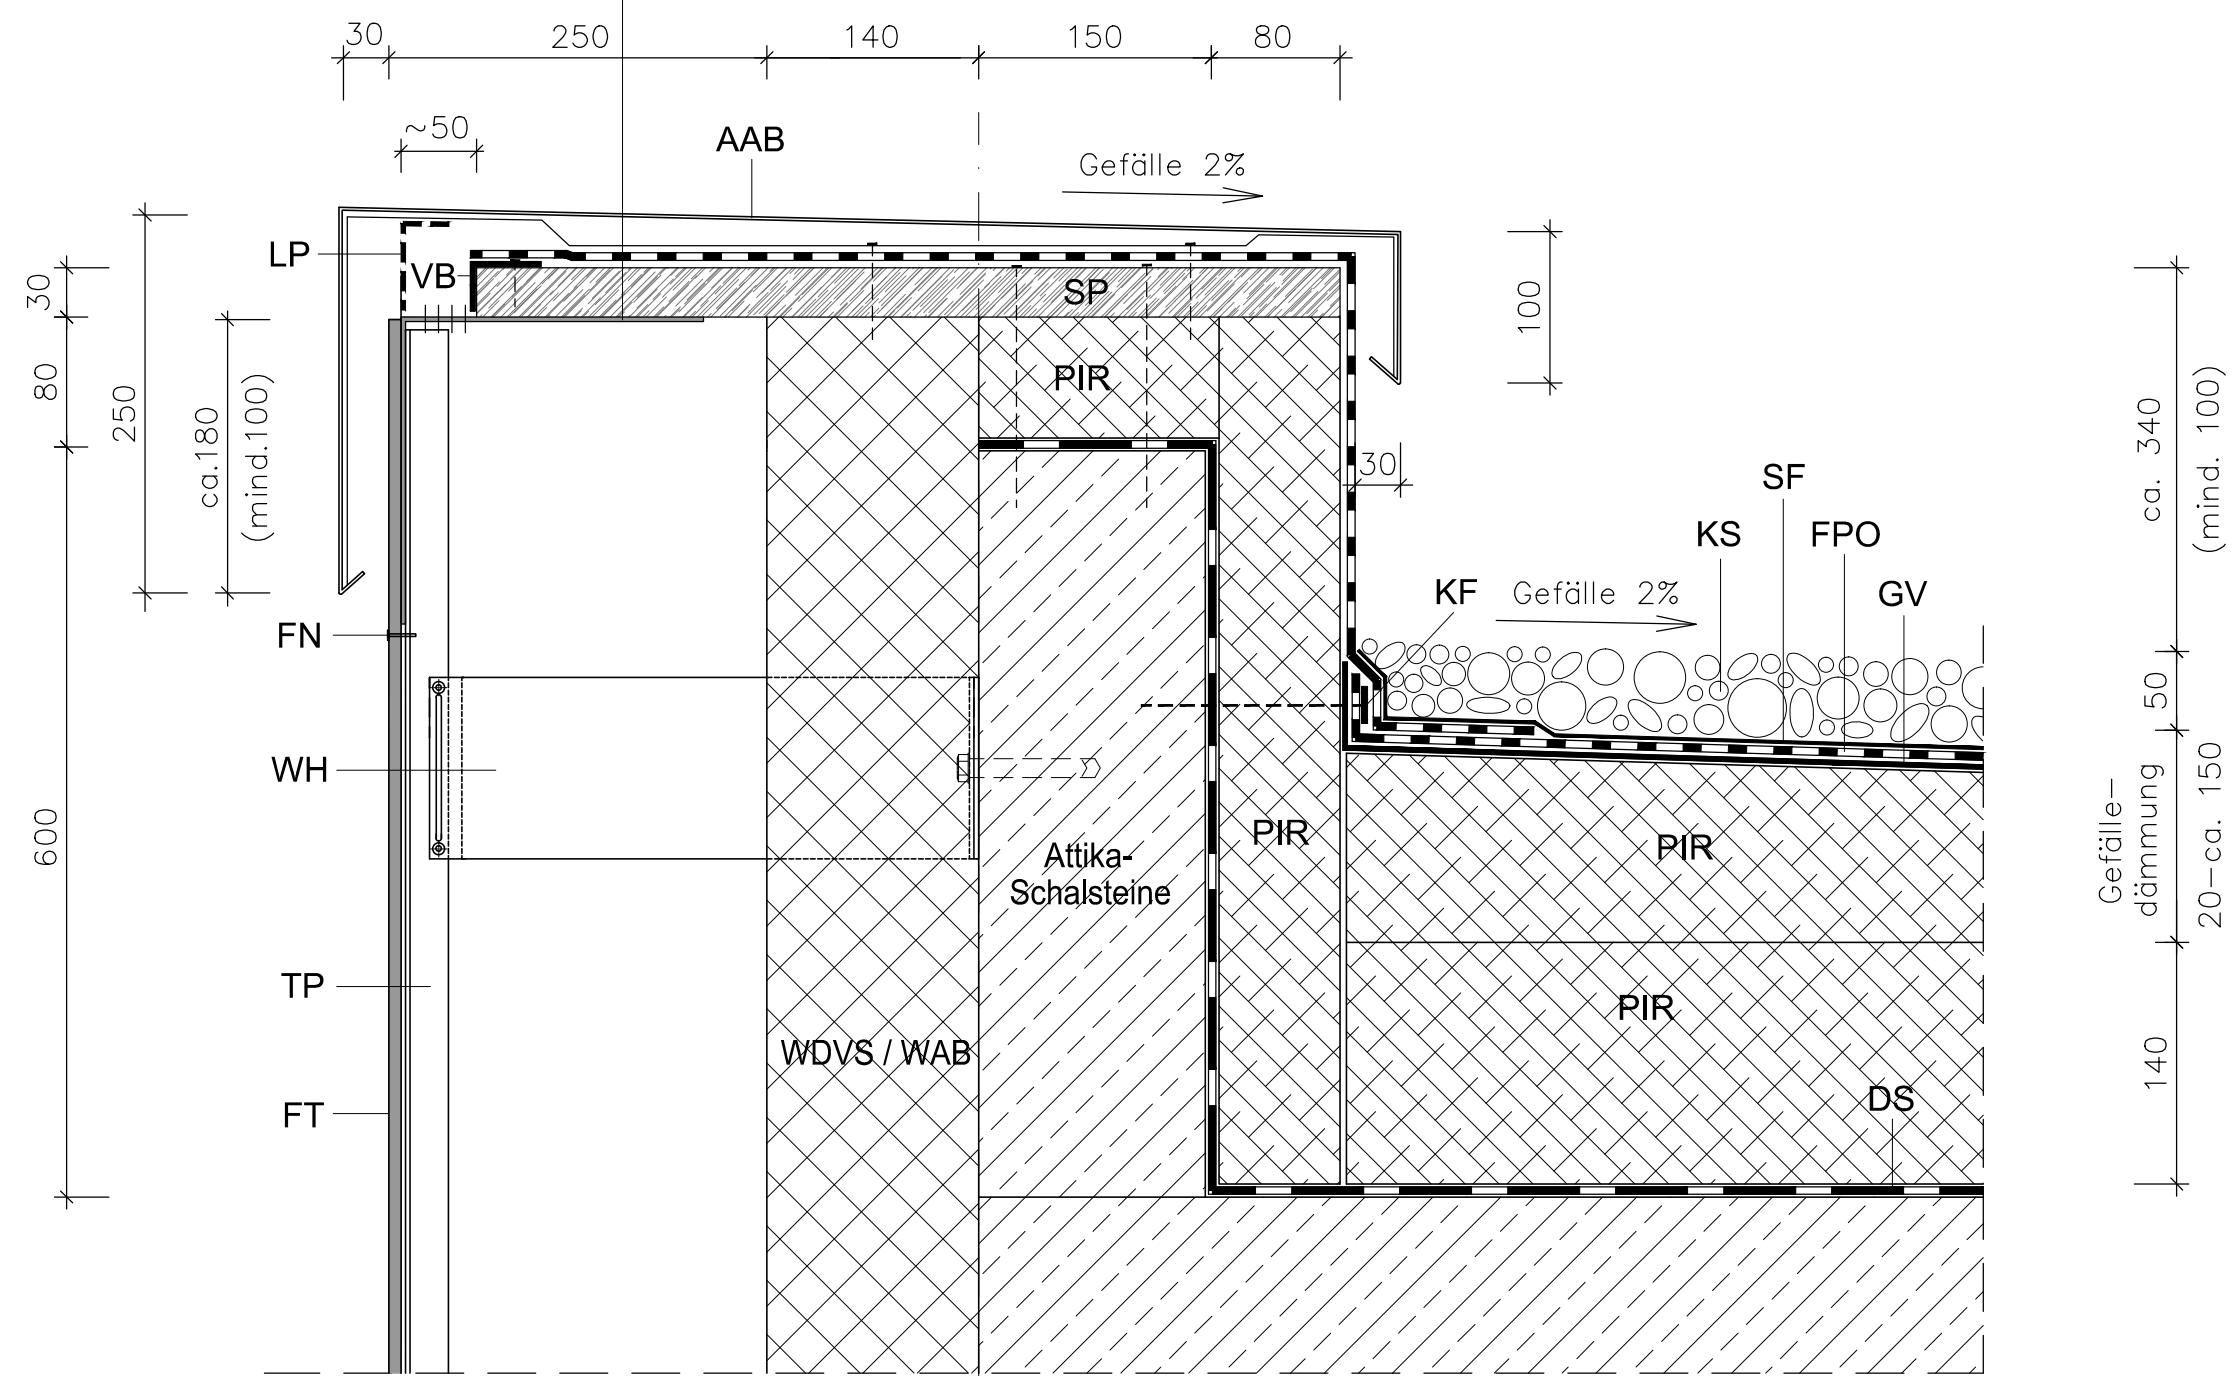 30 250 140 150 80
~50
AAB
Gefälle 2%
LP
VB
SP
30
80
250
ca.180
(mind.100)
100
PIR
30
ca. 340
(mind. 100)
SF
KS FPO
KF Gefälle 2% GV
FN
50
WH
600
PIR
PIR
Attika-
Schalsteine
Gefälle-
dämmung
20-ca. 150
TP
PIR
WDVS / WAB
140
DS
FT